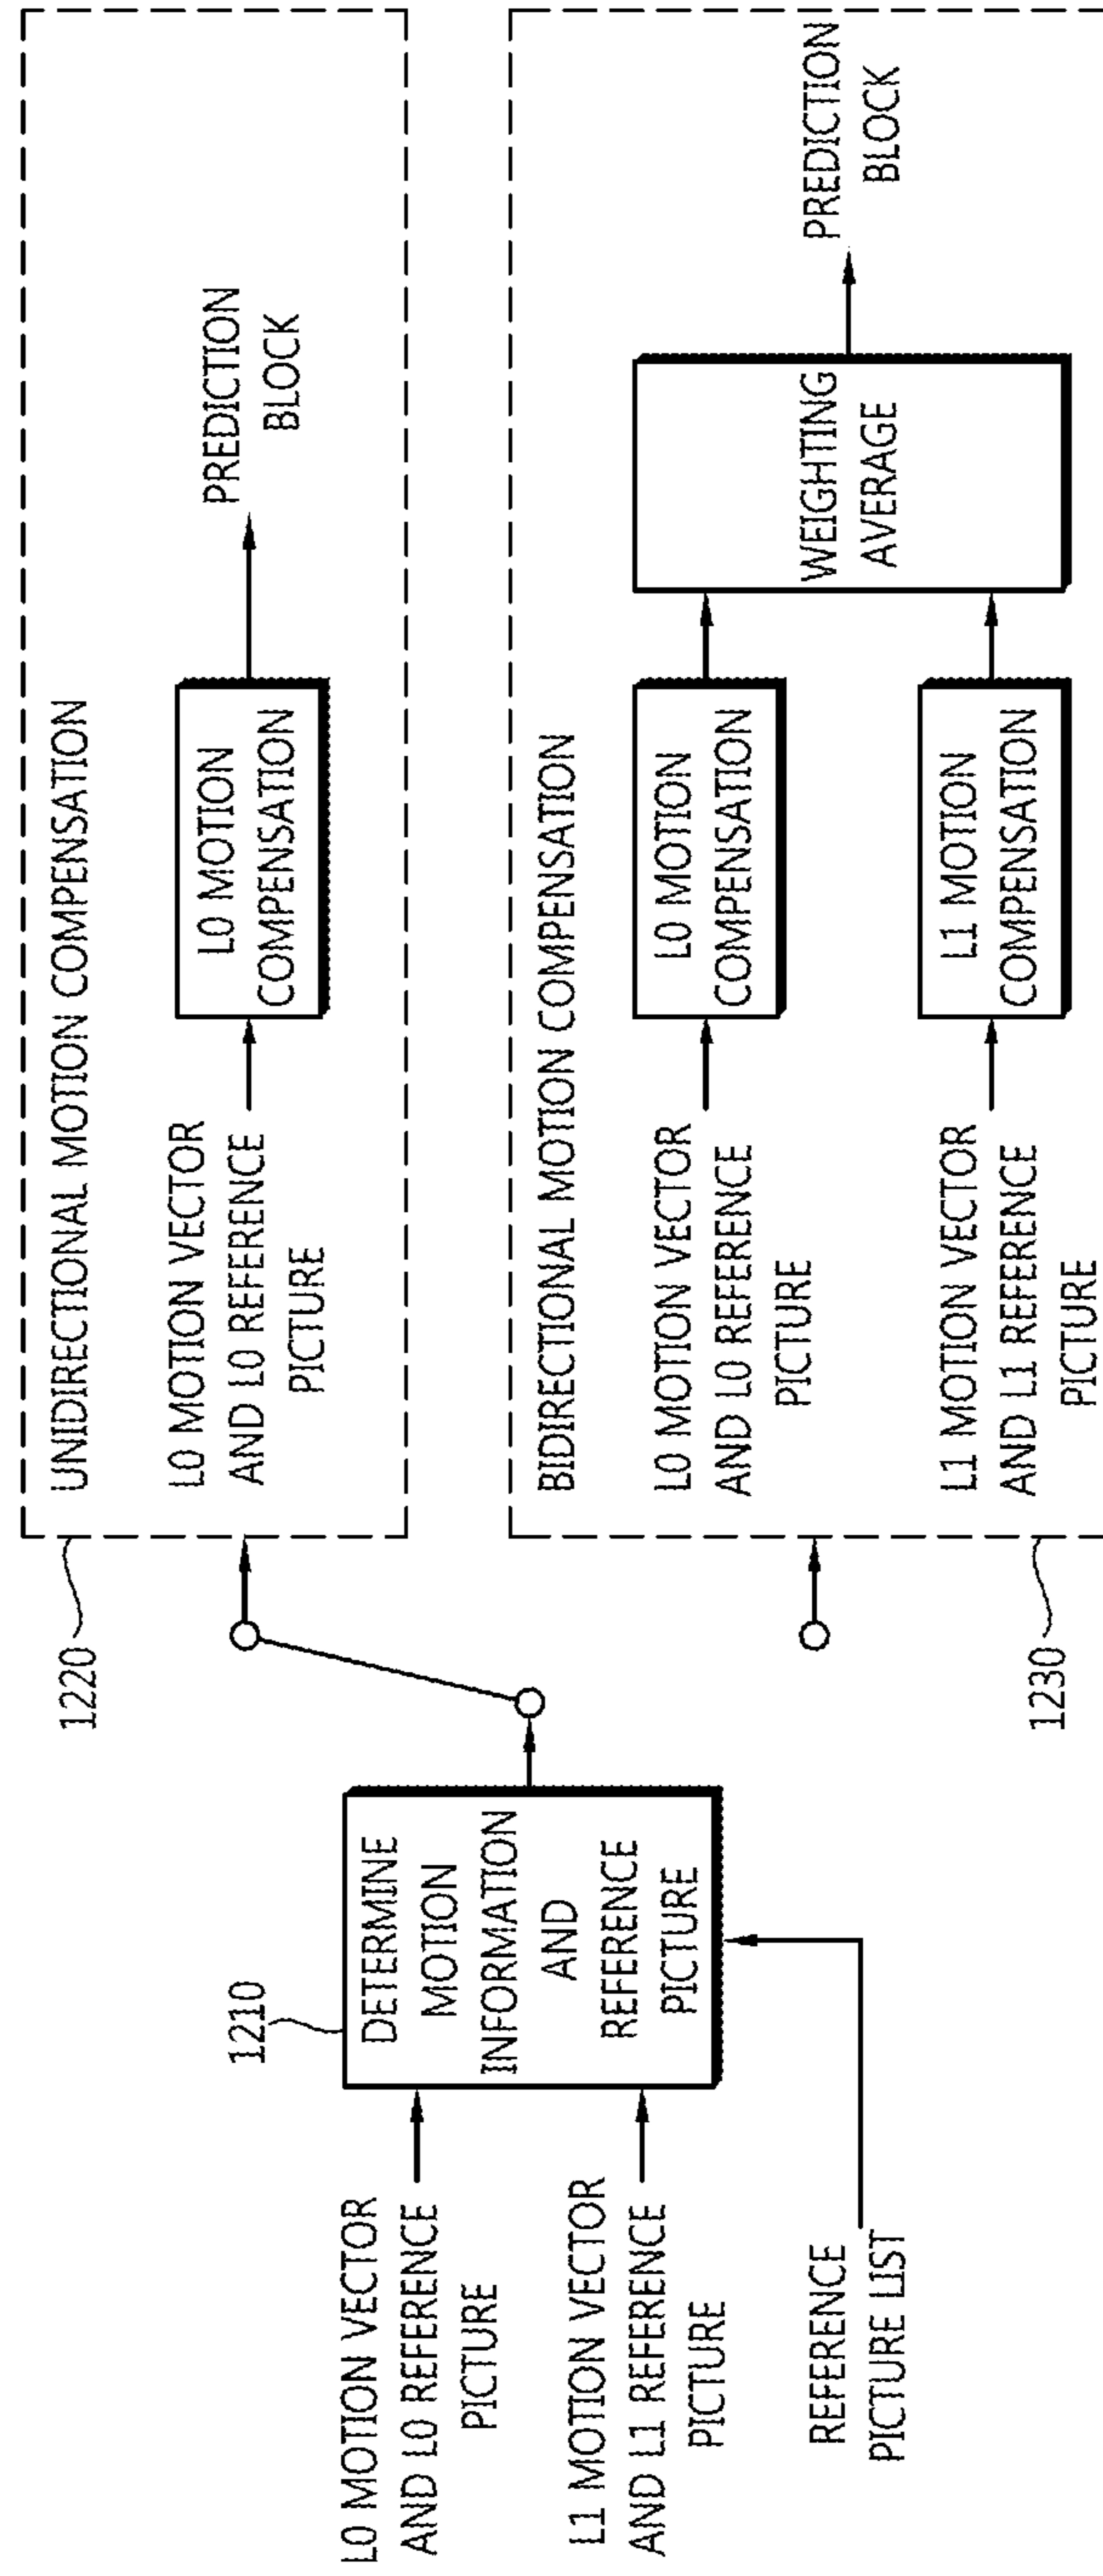 L0 MOTION VECTOR
AND L0 REFERENCE
PICTURE
L1 MOTION VECTOR
AND L1 REFERENCE
PICTURE
REFERENCE
PICTURE LIST
1210
DETERMINE
MOTION
INFORMATION
AND
REFERENCE
PICTURE
1220
UNIDIRECTIONAL MOTION COMPENSATION
L0 MOTION VECTOR
AND L0 REFERENCE
PICTURE
L0 MOTION
COMPENSATION
PREDICTION
BLOCK
1230
BIDIRECTIONAL MOTION COMPENSATION
L0 MOTION VECTOR
AND L0 REFERENCE
PICTURE
L0 MOTION
COMPENSATION
L1 MOTION VECTOR
AND L1 REFERENCE
PICTURE
L1 MOTION
COMPENSATION
WEIGHTING
AVERAGE
PREDICTION
BLOCK